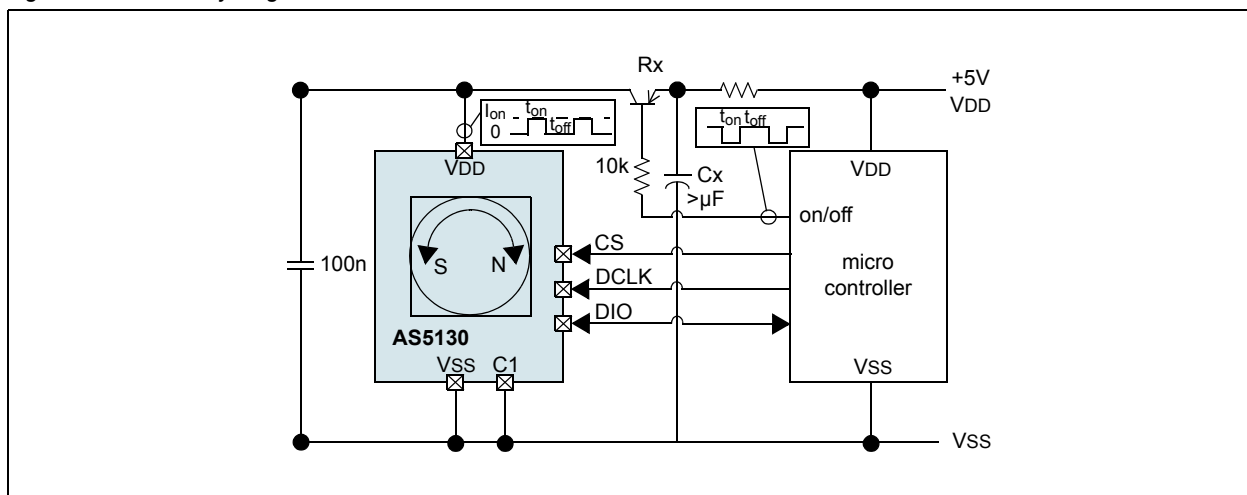 Rx
+5V
VDD
Ion
ton
toff
0
ton toff
VDD
VDD
10k
Cx
>µF
on/off
CS
S
N
100n
DCLK
micro
controller
DIO
AS5130
VSS
C1
VSS
VSS